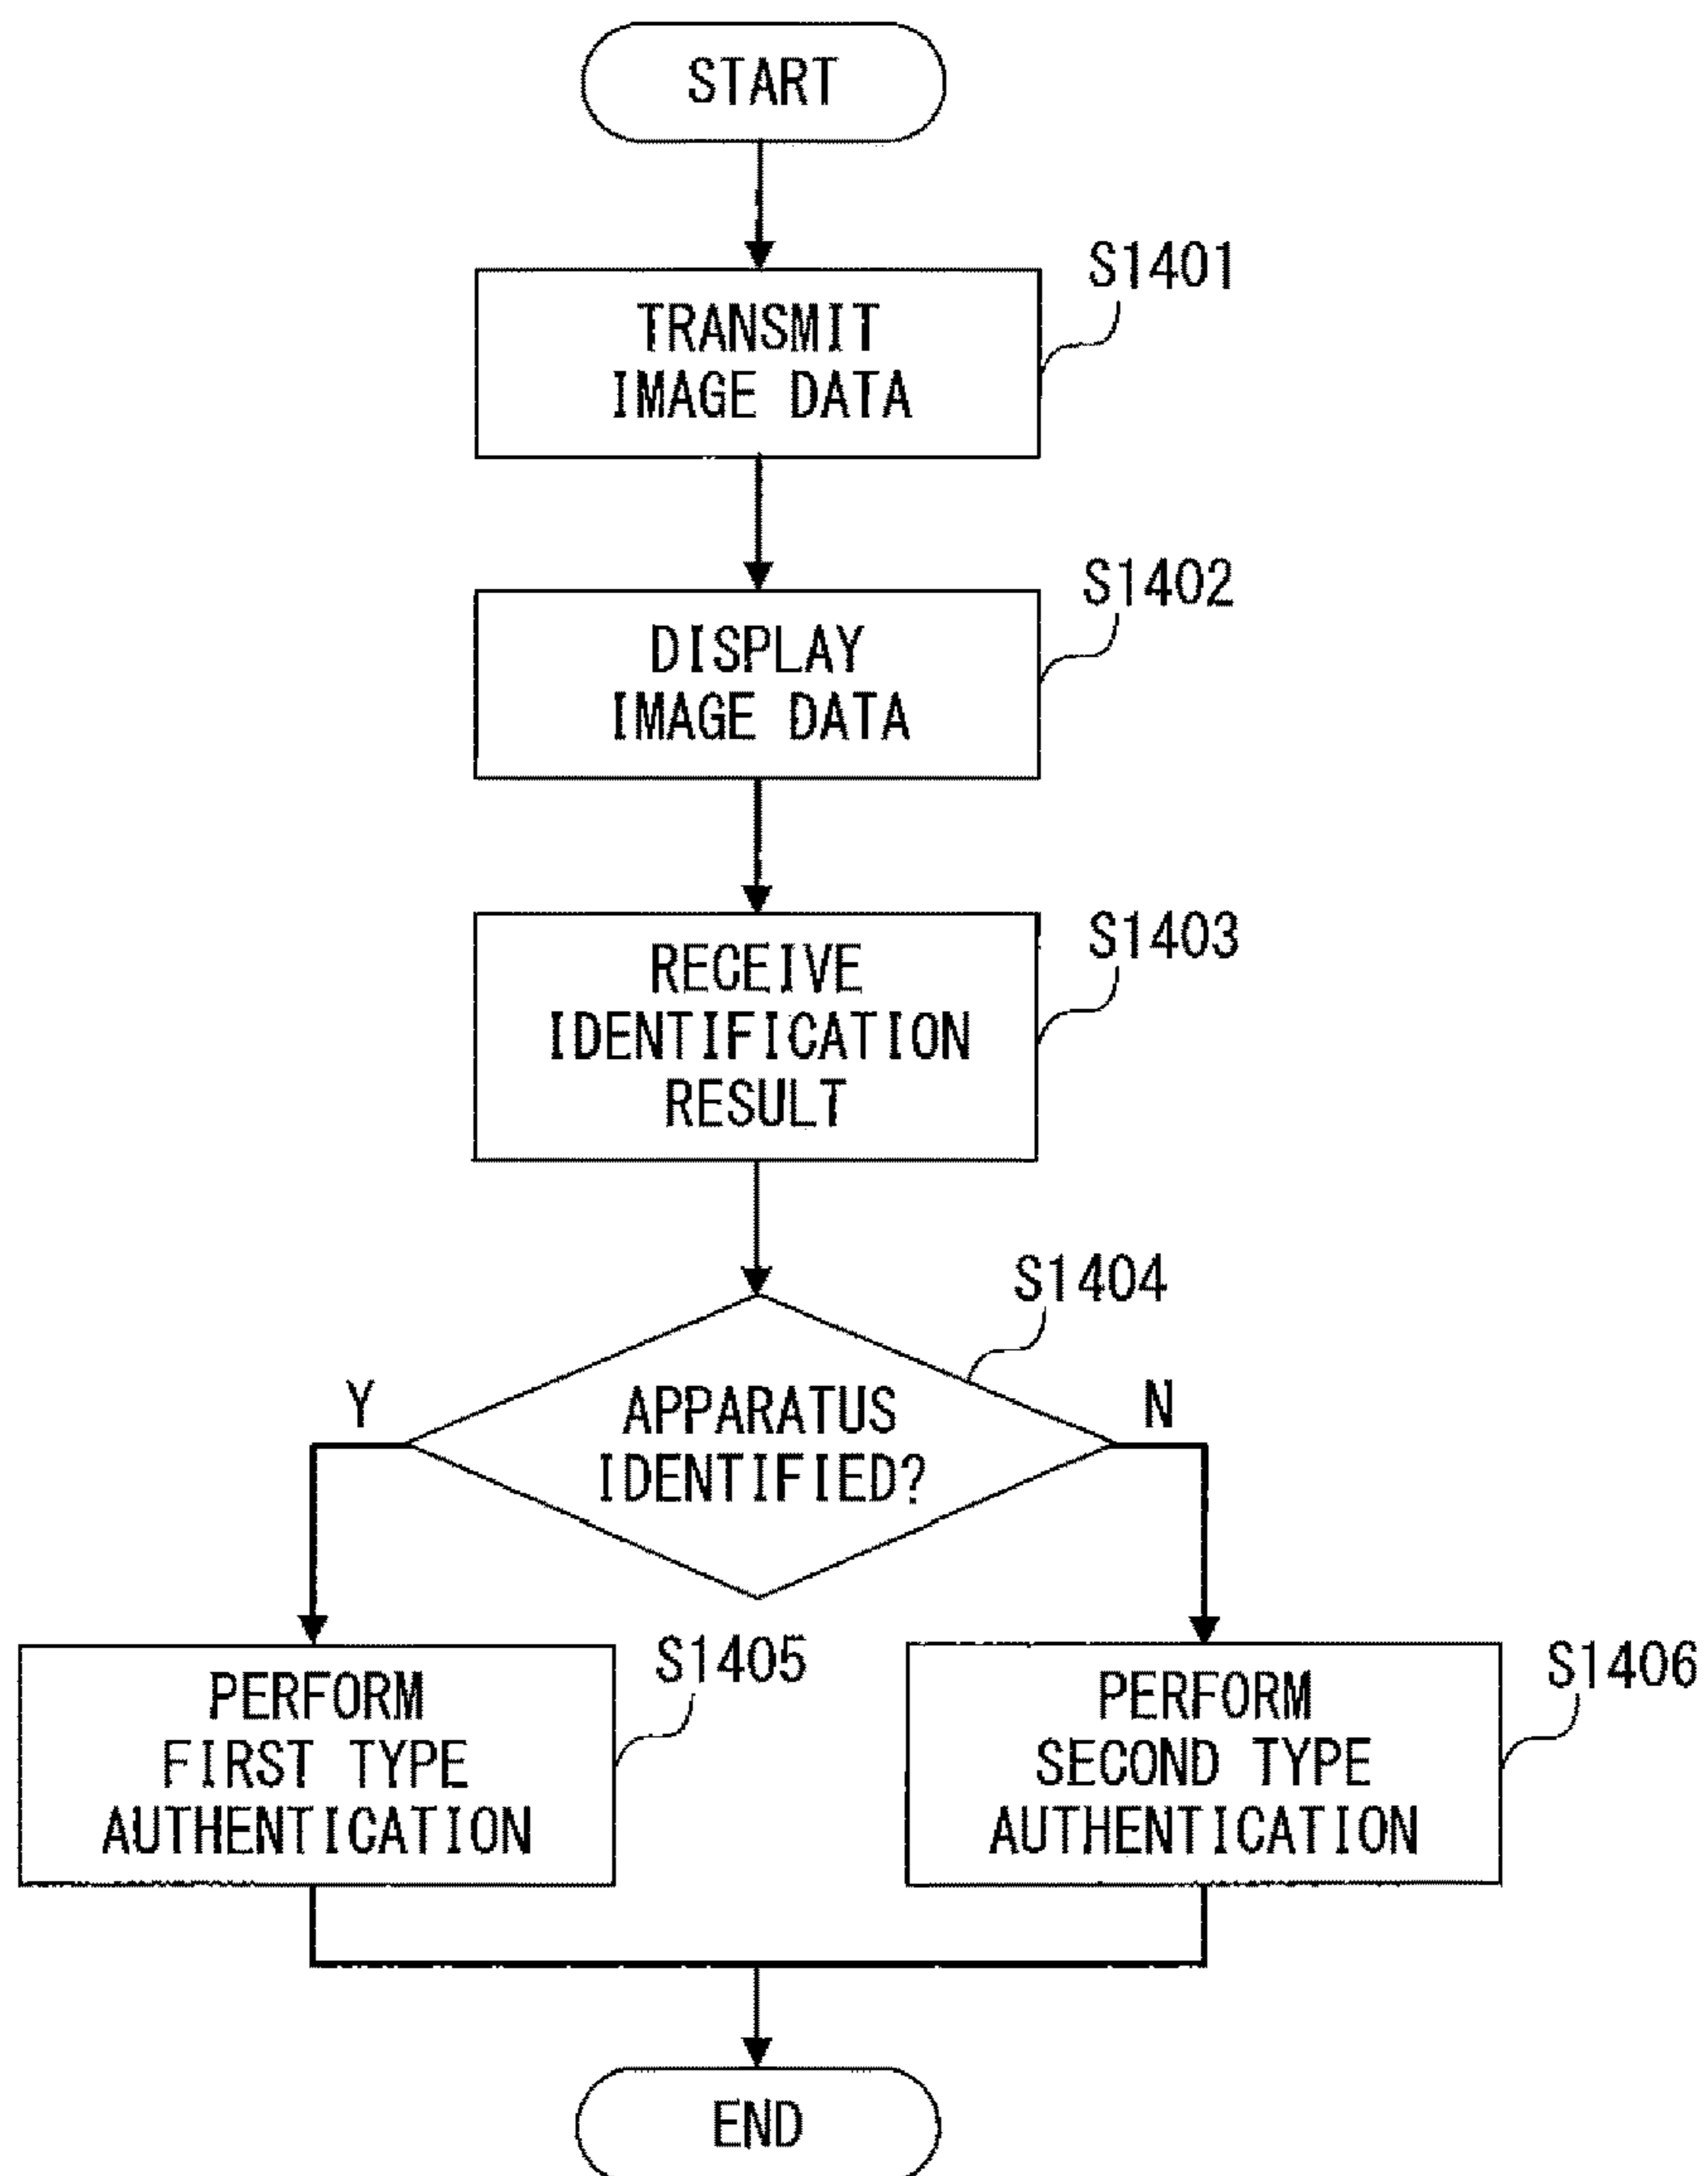 START
S1401
TRANSMIT
IMAGE DATA
S1402
DISPLAY
IMAGE DATA
S1403
RECEIVE
IDENTIFICATION
RESULT
S1404
Y
APPARATUS
IDENTIFIED?
N
S1405
PERFORM
FIRST TYPE
AUTHENTICATION
S1406
PERFORM
SECOND TYPE
AUTHENTICATION
END